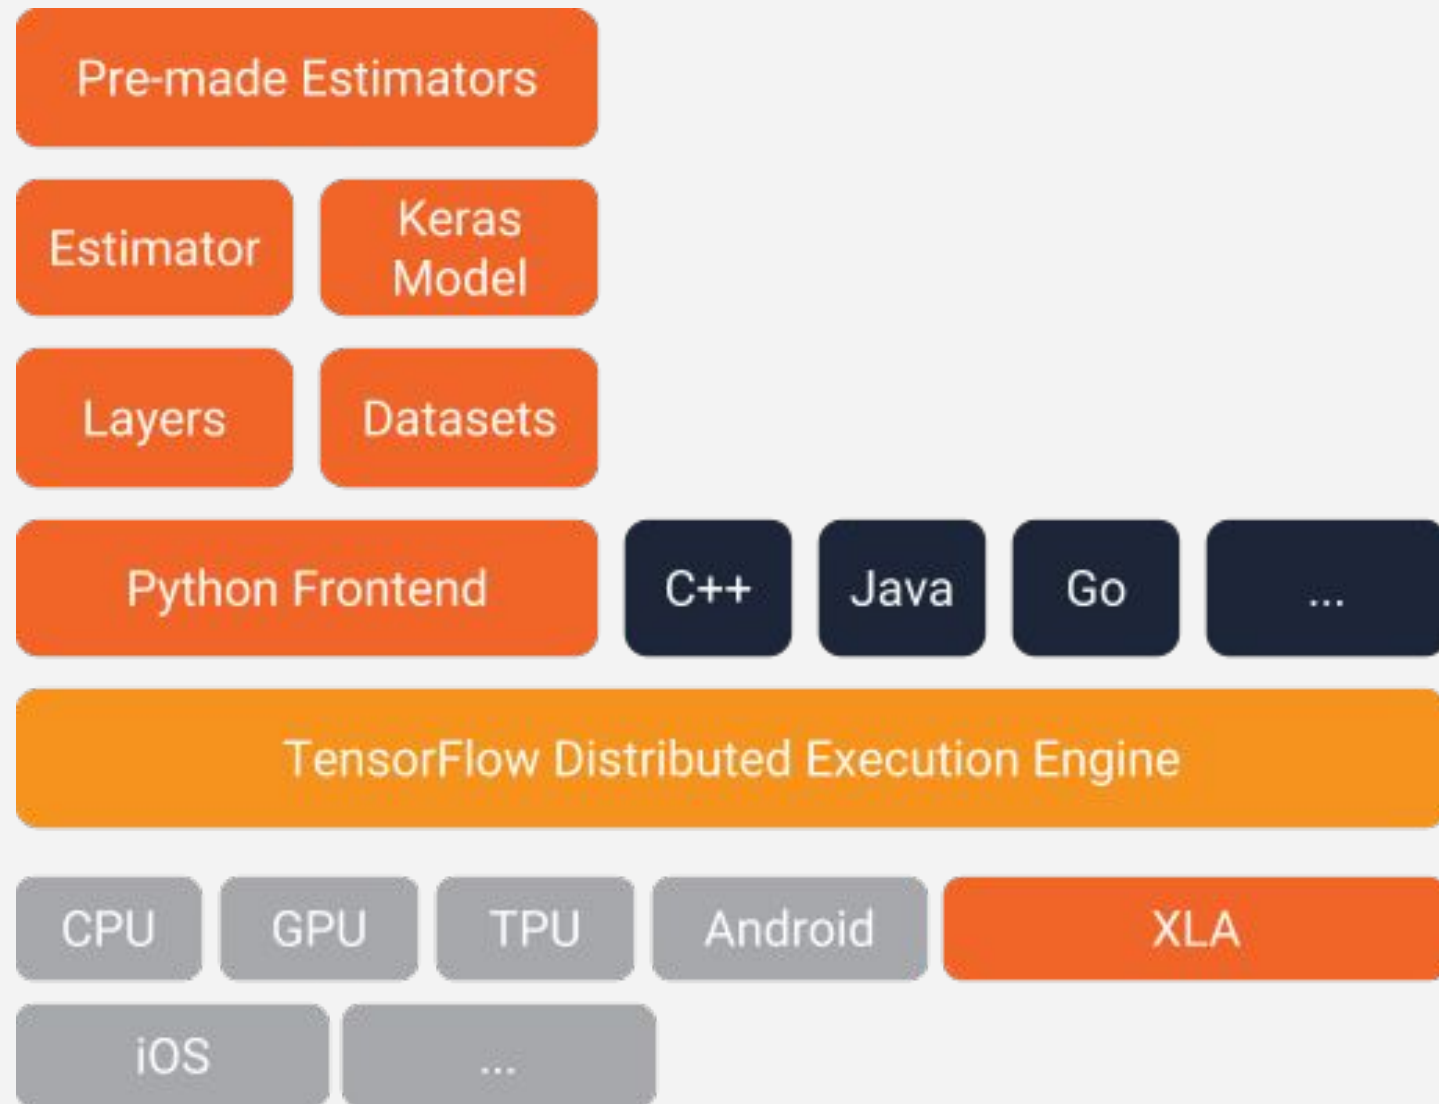 Pre-made Estimators
Estimator
Keras
Model
Layers
Datasets
Python Frontend
C++
Java
Go
...
TensorFlow Distributed Execution Engine
CPU
GPU
TPU
Android
XLA
iOS
...